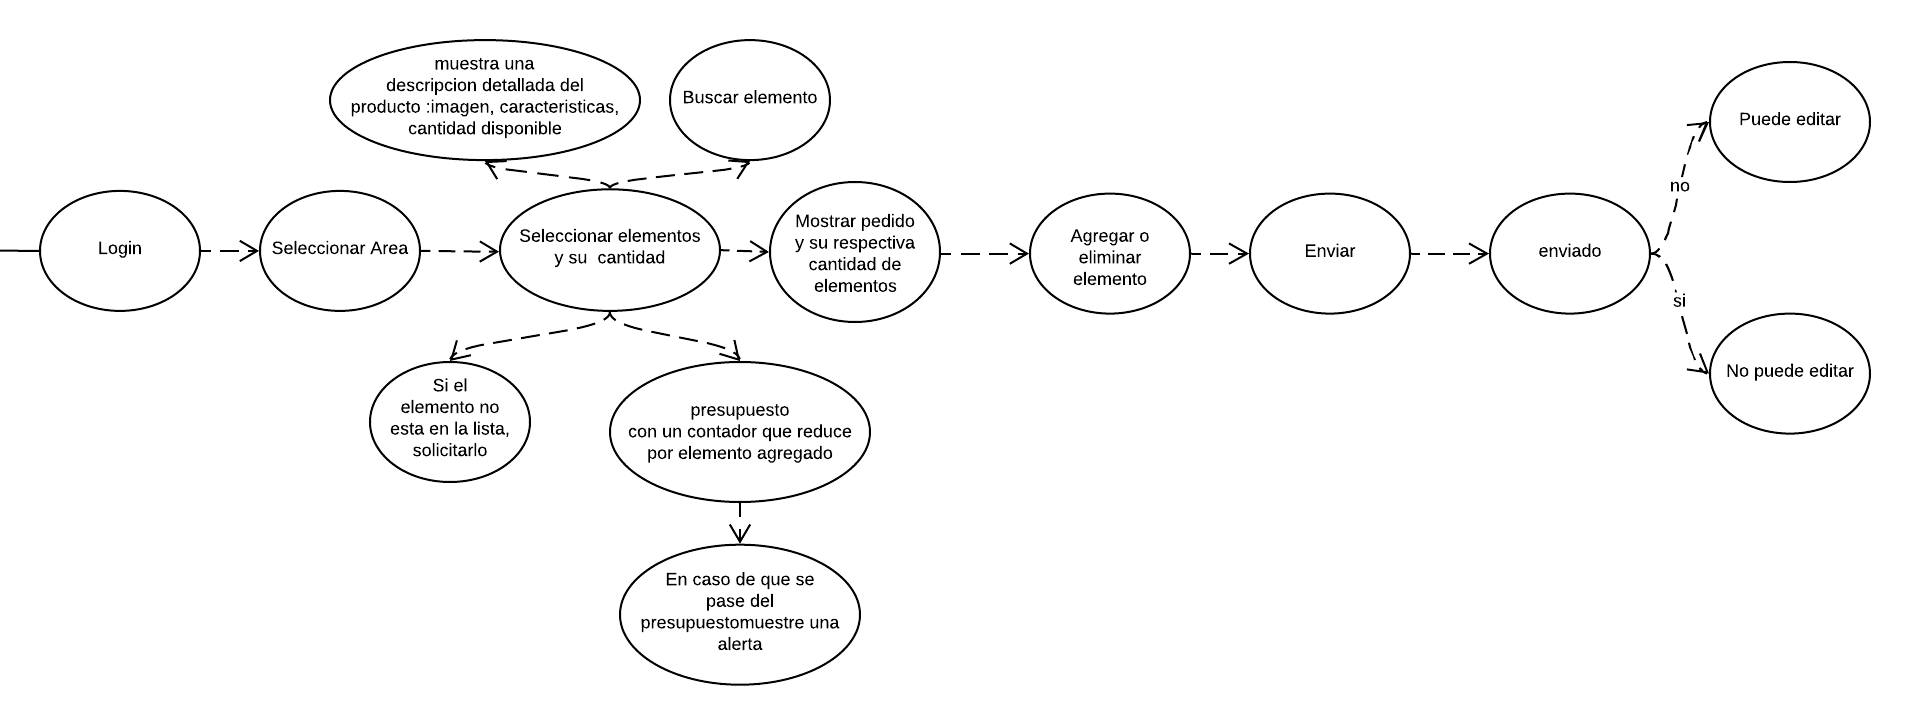 muestra una
descripcion detallada del
producto :imagen, caracteristicas,
cantidad disponible
Buscar elemento
Login
Seleccionar Area
Seleccionar elementos
y su  cantidad
Mostrar pedido
y su respectiva
cantidad de
elementos
Agregar o
eliminar
elemento
Enviar
enviado
no
Puede editar
si
No puede editar
Si el
elemento no
esta en la lista,
solicitarlo
presupuesto
con un contador que reduce
por elemento agregado
En caso de que se
pase del
presupuestomuestre una
alerta